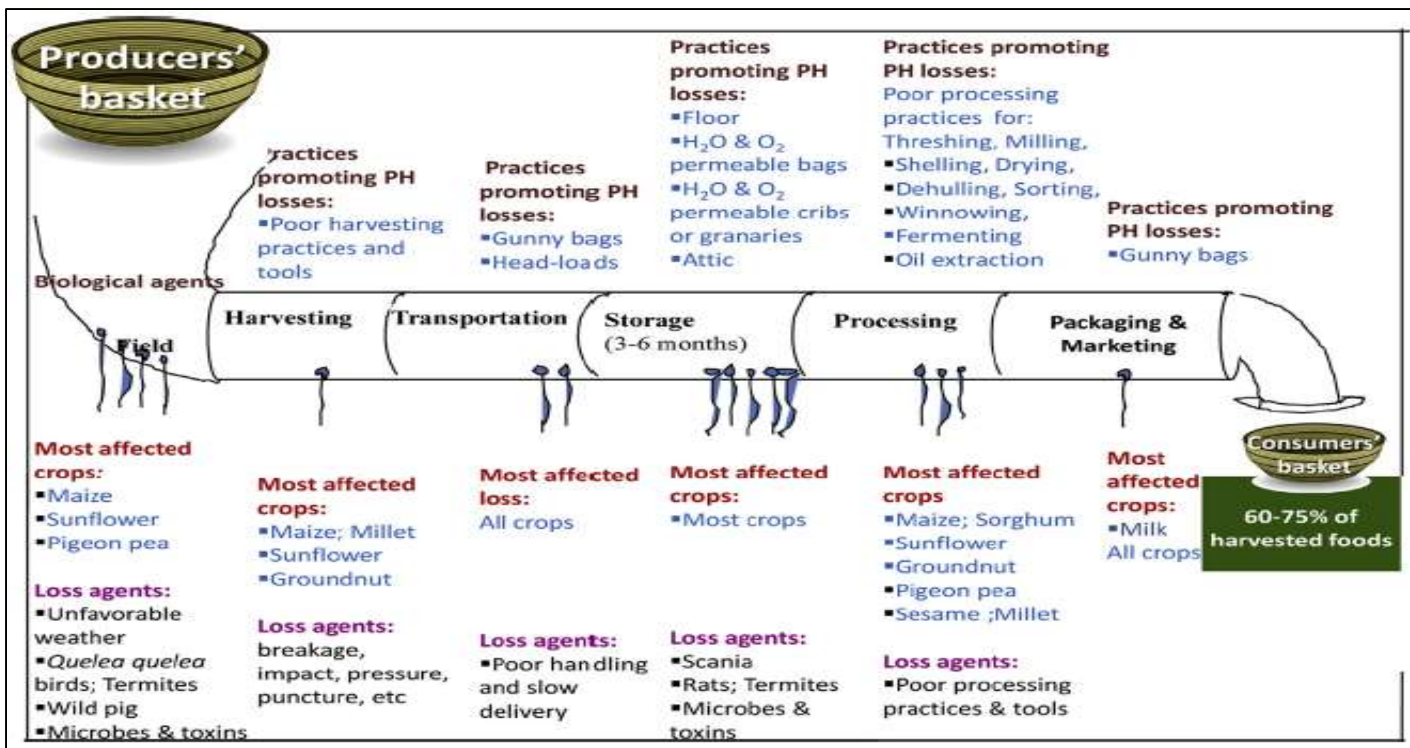 Producers'
basket
Biological agents
Field
Most affected
crops:
▪Maize
▪Sunflower
▪Pigeon pea
Loss agents:
▪Unfavorable
weather
▪Quelea quelea
birds; Termites
▪Wild pig
▪Microbes & toxins
Practices
promoting PH
losses:
▪Poor harvesting
practices and
tools
Harvesting
Most affected
crops:
▪Maize; Millet
▪Sunflower
▪Groundnut
Loss agents:
breakage,
impact, pressure,
puncture, etc
Practices
promoting PH
losses:
▪Gunny bags
▪Head-loads
Transportation
Most affected
loss:
All crops
Loss agents:
▪Poor handling
and slow
delivery
Practices
promoting PH
losses:
▪Floor
▪H₂O & O₂
permeable bags
▪H₂O & O₂
permeable cribs
or granaries
▪Attic
Storage
(3-6 months)
Most affected
crops:
▪Most crops
Loss agents:
▪Scania
▪Rats; Termites
▪Microbes &
toxins
Practices promoting
PH losses:
Poor processing
practices for:
Threshing, Milling,
▪Shelling, Drying,
▪Dehulling, Sorting,
▪Winnowing,
▪Fermenting
▪Oil extraction
Processing
Most affected
crops
▪Maize; Sorghum
▪Sunflower
▪Groundnut
▪Pigeon pea
▪Sesame ;Millet
Loss agents:
▪Poor processing
practices & tools
Practices promoting
PH losses:
▪Gunny bags
Packaging &
Marketing
Most
affected
crops:
▪Milk
All crops
Consumers'
basket
60-75% of
harvested foods